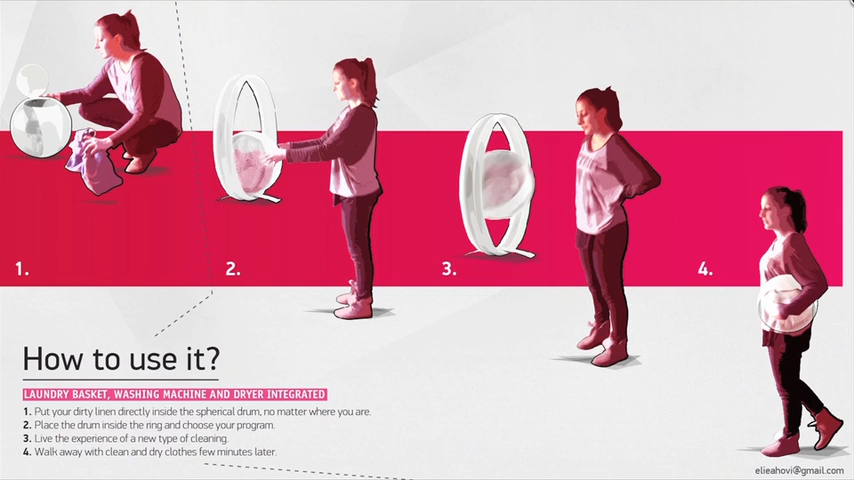 1.
2.
3.
4.
How to use it?
LAUNDRY BASKET, WASHING MACHINE AND DRYER INTEGRATED
1. Put your dirty linen directly inside the spherical drum, no matter where you are.
2. Place the drum inside the ring and choose your program.
3. Live the experience of a new type of cleaning.
4. Walk away with clean and dry clothes few minutes later.
elieahovi@gmail.com